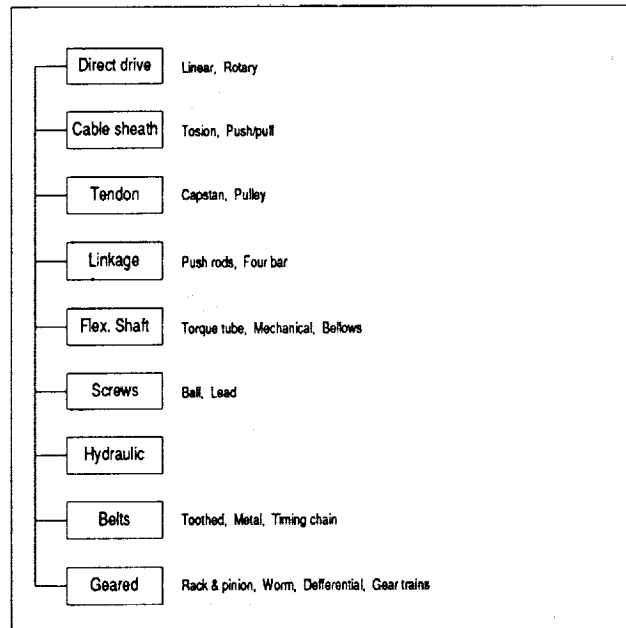 Direct drive Linear, Rotary
Cable sheath Tosion, Push/pull
Tendon Capstan, Pulley
Linkage Push rods, Four bar
Flex. Shaft Torque tube, Mechanical, Bellows
Screws Ball, Lead
Hydraulic
Belts Toothed, Metal, Timing chain
Geared Rack & pinion, Worm, Defferential, Gear trains